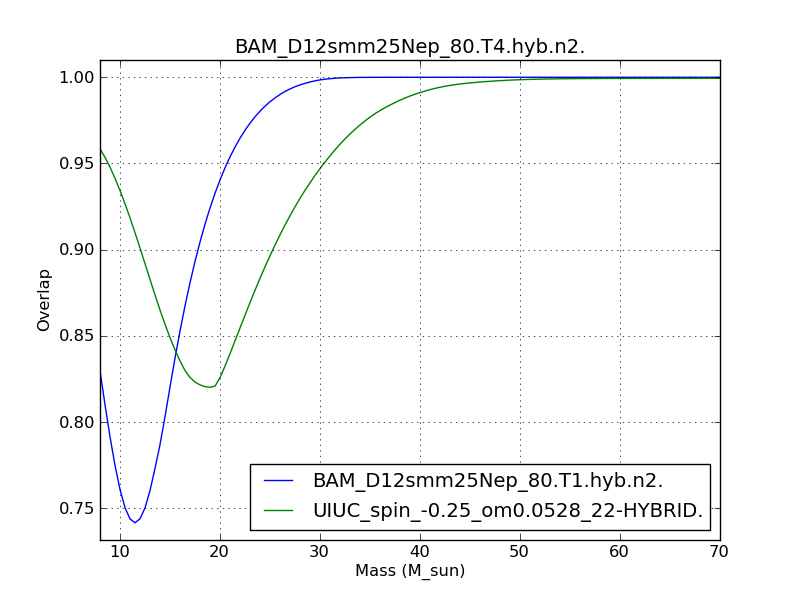 BAM_D12smm25Nep_80.T4.hyb.n2.
1.00
0.95
0.90
0.85
0.80
0.75
Overlap
BAM_D12smm25Nep_80.T1.hyb.n2.
UIUC_spin_-0.25_om0.0528_22-HYBRID.
10 20 30 40 50 60 70
Mass (M_sun)